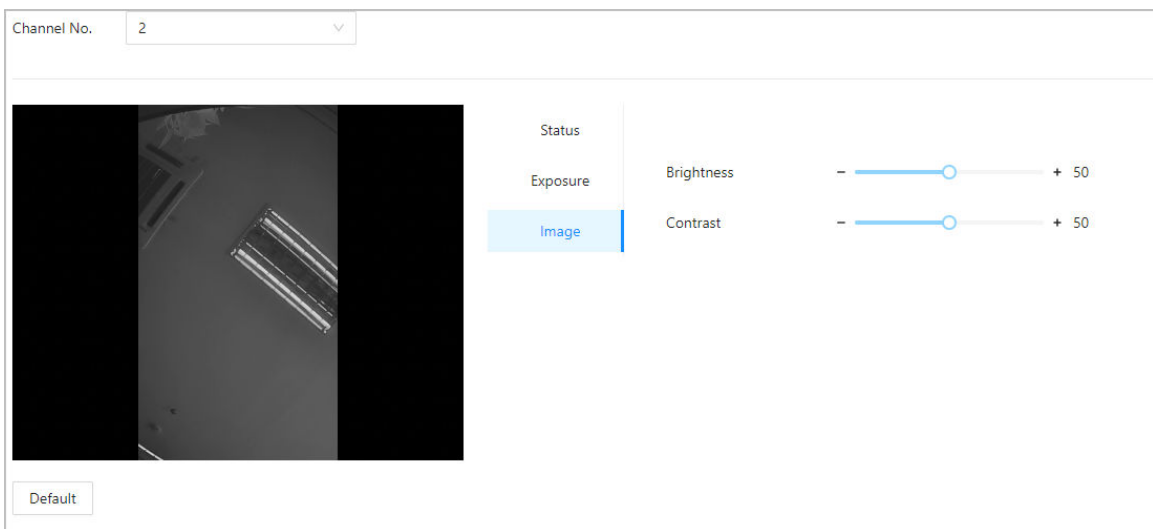 Channel No. 2
Status
Exposure
Image
Brightness - + 50
Contrast - + 50
Default